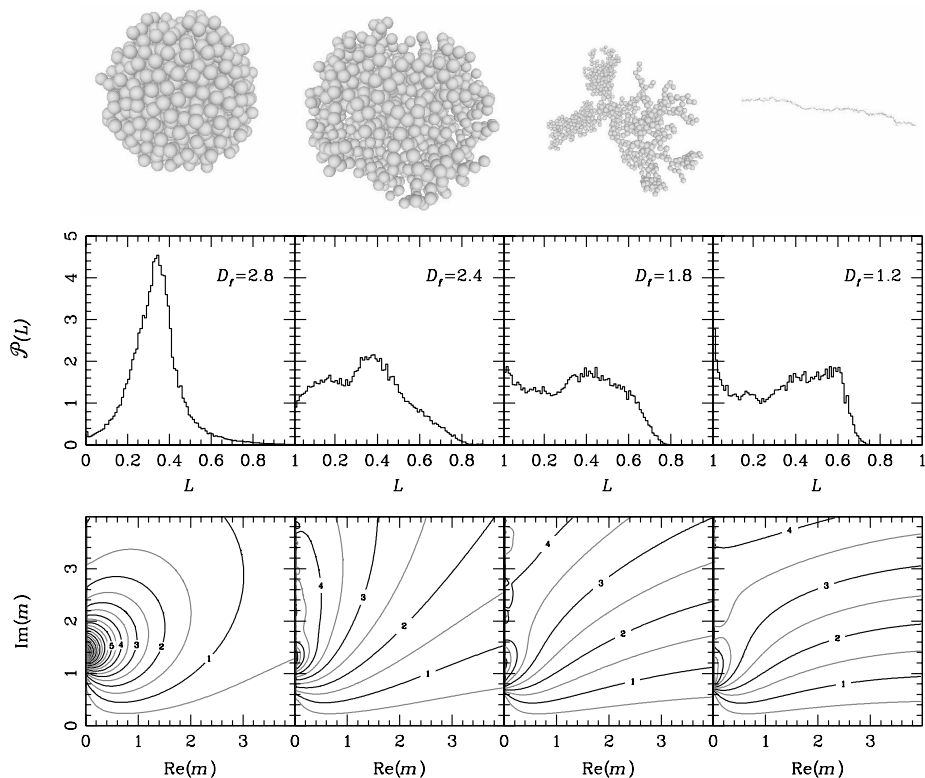 5
4
3
2
1
0
𝒫(L)
D_f=2.8
D_f=2.4
D_f=1.8
D_f=1.2
0 0.2 0.4 0.6 0.8 1 0.2 0.4 0.6 0.8 1 0.2 0.4 0.6 0.8 1 0.2 0.4 0.6 0.8 1
L L L L
3
2
1
0
Im(m)
5 4 3 2 1
4 3 2 1
4 3 2 1
4 3 2 1
0 1 2 3 0 1 2 3 0 1 2 3 0 1 2 3
Re(m) Re(m) Re(m) Re(m)